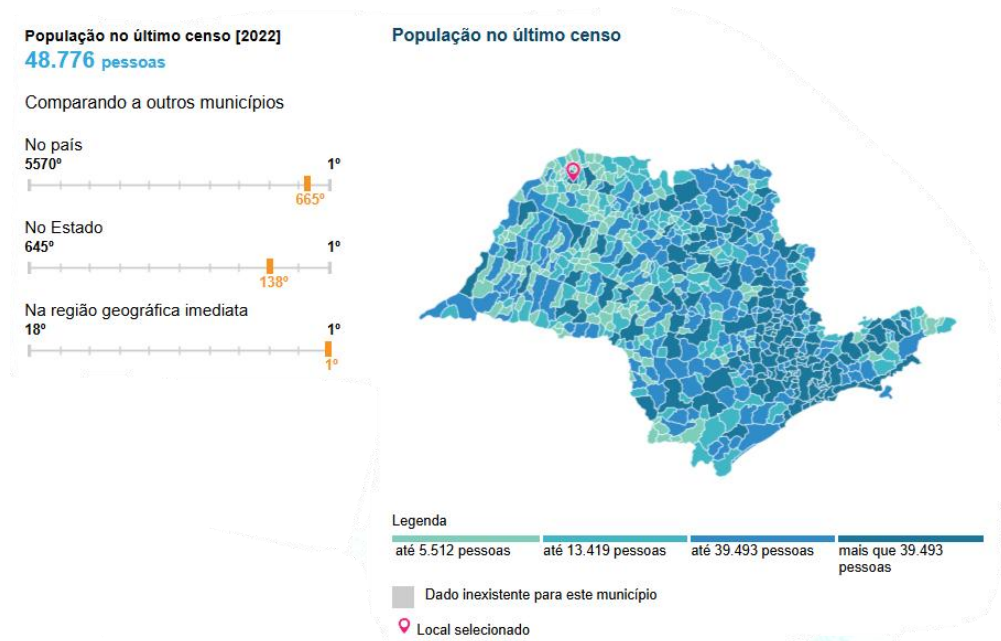 População no último censo [2022]
48.776 pessoas
Comparando a outros municípios
No país
5570º 1º
665º
No Estado
645º 1º
138º
Na região geográfica imediata
18º 1º
1º
População no último censo
Legenda
até 5.512 pessoas
até 13.419 pessoas
até 39.493 pessoas
mais que 39.493
pessoas
Dado inexistente para este município
Local selecionado